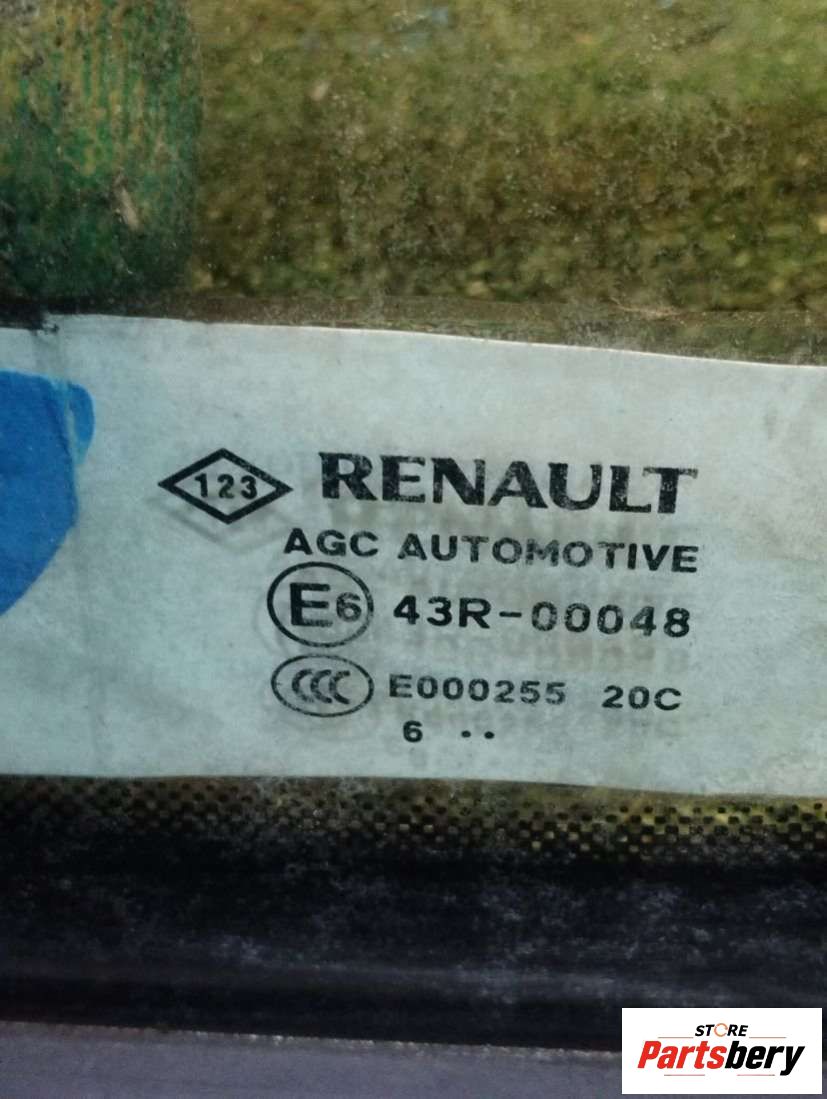 123 RENAULT
AGC AUTOMOTIVE
E6 43R-00048
CCC E000255 20C
6 ··
STORE
Partsbery